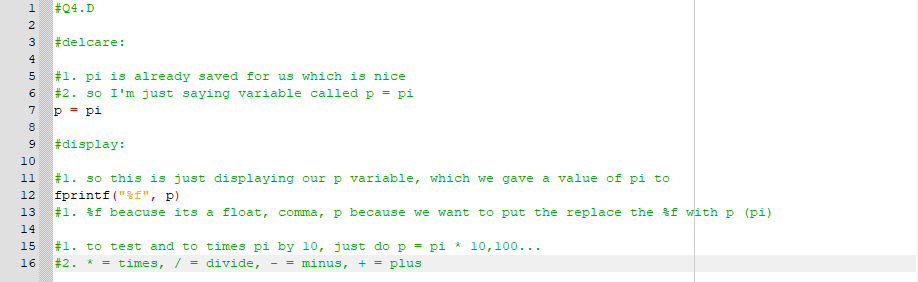 1 #Q4.D
2
3 #delcare:
4
5 #1. pi is already saved for us which is nice
6 #2. so I'm just saying variable called p = pi
7 p = pi
8
9 #display:
10
11 #1. so this is just displaying our p variable, which we gave a value of pi to
12 fprintf("%f", p)
13 #1. %f beacuse its a float, comma, p because we want to put the replace the %f with p (pi)
14
15 #1. to test and to times pi by 10, just do p = pi * 10,100...
16 #2. * = times, / = divide, - = minus, + = plus